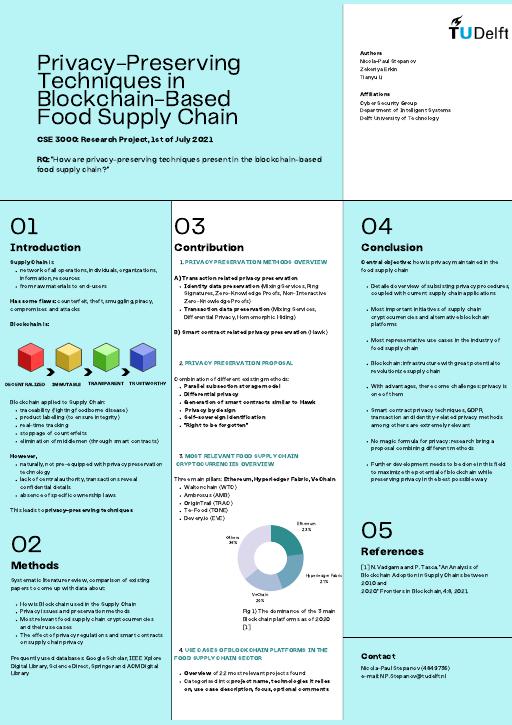 TUDelft
Privacy-Preserving
Techniques in
Blockchain-Based
Food Supply Chain
CSE 3000: Research Project, 1st of July 2021
RQ: "How are privacy-preserving techniques present in the blockchain-based
food supply chain?"
Authors
Nicola-Paul Stepanov
Zekeriya Erkin
Tianyu Li
Affiliations
Cyber Security Group
Department of Intelligent Systems
Delft University of Technology
01
Introduction
Supply Chain is:
network of all operations, individuals, organizations,
information, resources
from raw materials to end-users
Has some flaws: counterfeit, theft, smuggling, piracy,
compromises and attacks
Blockchain is:
DECENTRALIZED IMMUTABLE TRANSPARENT TRUSTWORTHY
Blockchain applied to Supply Chain:
traceability (fighting foodborne disease)
product labelling (to ensure integrity)
real-time tracking
stoppage of counterfeits
elimination of middlemen (through smart contracts)
However,
naturally, not pre-equipped with privacy preservation
technology
lack of central authority, transactions reveal
confidential details
absence of specific ownership laws
This leads to privacy-preserving techniques
02
Methods
Systematic literature review, comparison of existing
papers to come up with data about:
How is Blockchain used in the Supply Chain
Privacy issues and preservation methods
Most relevant food supply chain cryptocurrencies
and their use cases
The effect of privacy regulations and smart contracts
on supply chain privacy
Frequently used databases: Google Scholar, IEEE Xplore
Digital Library, Science Direct, Springer and ACM Digital
Library
03
Contribution
1. PRIVACY PRESERVATION METHODS OVERVIEW
A) Transaction related privacy preservation
Identity data preservation (Mixing Services, Ring
Signatures, Zero-Knowledge Proofs, Non-Interactive
Zero-Knowledge Proofs)
Transaction data preservation (Mixing Services,
Differential Privacy, Homomorphic Hiding)
B) Smart contract related privacy preservation (Hawk)
2. PRIVACY PRESERVATION PROPOSAL
Combination of different existing methods:
Parallel subsection storage model
Differential privacy
Generation of smart contracts similar to Hawk
Privacy by design
Self-sovereign identification
"Right to be forgotten"
3. MOST RELEVANT FOOD SUPPLY CHAIN
CRYPTOCURRENCIES OVERVIEW
Three main pillars: Ethereum, Hyperledger Fabric, VeChain
Waltonchain (WTC)
Ambrosus (AMB)
OriginTrail (TRAC)
Te-Food (TONE)
Devery.io (EVE)
Others
34%
Ethereum
23%
Hyperledger Fabric
VeChain
Fig 1) The dominance of the 3 main
Blockchain platforms as of 2020
[1]
4. USE CASES OF BLOCKCHAIN PLATFORMS IN THE
FOOD SUPPLY CHAIN SECTOR
Overview of 22 most relevant projects found
Categorised into: project name, technologies it relies
on, use case description, focus, optional comments
04
Conclusion
Central objective: how is privacy maintained in the
food supply chain
Detailed overview of subsisting privacy procedures,
coupled with current supply chain applications
Most important initiatives of supply chain
cryptocurrencies and alternative blockchain
platforms
Most representative use cases in the industry of
food supply chain
Blockchain: infrastructure with great potential to
revolutionize supply chain
With advantages, there come challenges: privacy is
one of them
Smart contract privacy techniques, GDPR,
transaction and identity-related privacy methods
among others are extremely relevant
No magic formula for privacy: research bring a
proposal combining different methods
Further development needs to be done in this field
to maximize the potential of blockchain while
preserving privacy in the best possible way
05
References
[1] N. Vadgama and P. Tasca, "An Analysis of
Blockchain Adoption in Supply Chains between
2010 and
2020" Frontiers in Blockchain, 4:8, 2021.
Contact
Nicola-Paul Stepanov (4849736)
e-mail: N.P.Stepanov@tudelft.nl